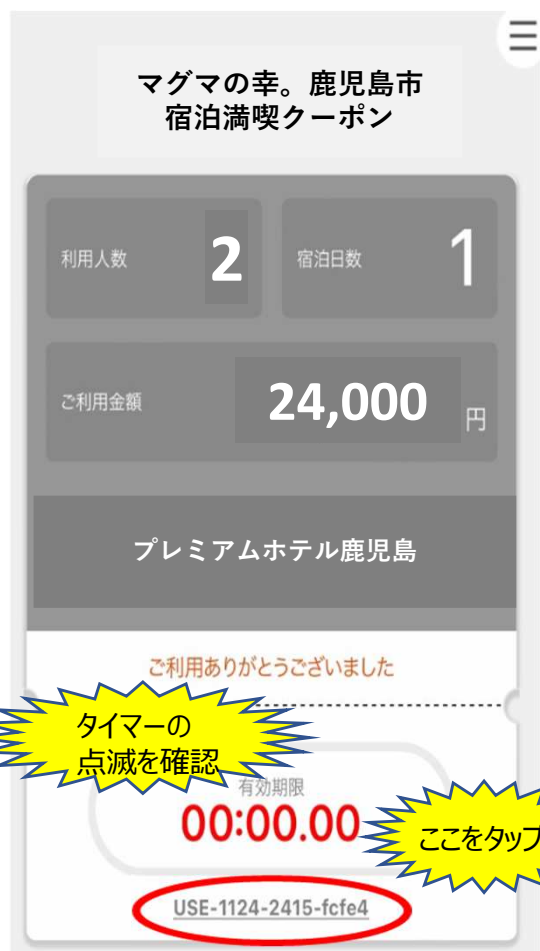 マグマの幸。鹿児島市
宿泊満喫クーポン
利用人数
2
宿泊日数
1
ご利用金額
24,000
円
プレミアムホテル鹿児島
ご利用ありがとうございました
タイマーの
点滅を確認
有効期限
00:00.00
ここをタップ
USE-1124-2415-fcfe4